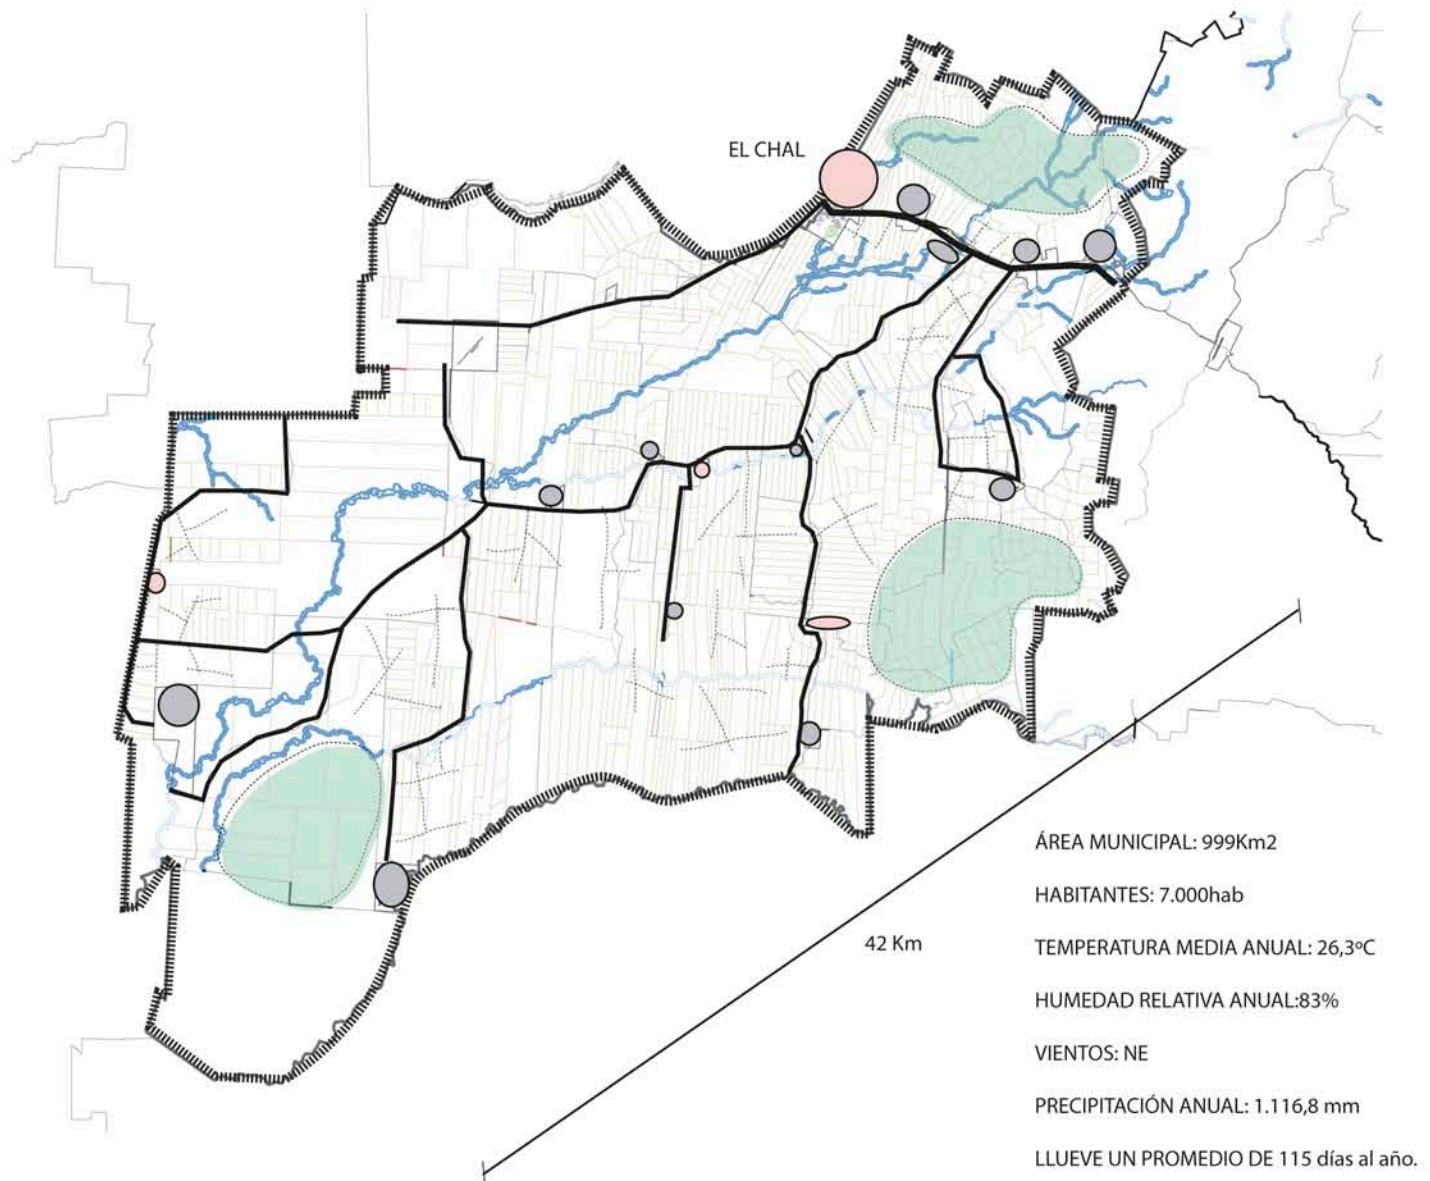 EL CHAL
42 Km
ÁREA MUNICIPAL: 999Km2
HABITANTES: 7.000hab
TEMPERATURA MEDIA ANUAL: 26,3ºC
HUMEDAD RELATIVA ANUAL:83%
VIENTOS: NE
PRECIPITACIÓN ANUAL: 1.116,8 mm
LLUEVE UN PROMEDIO DE 115 días al año.